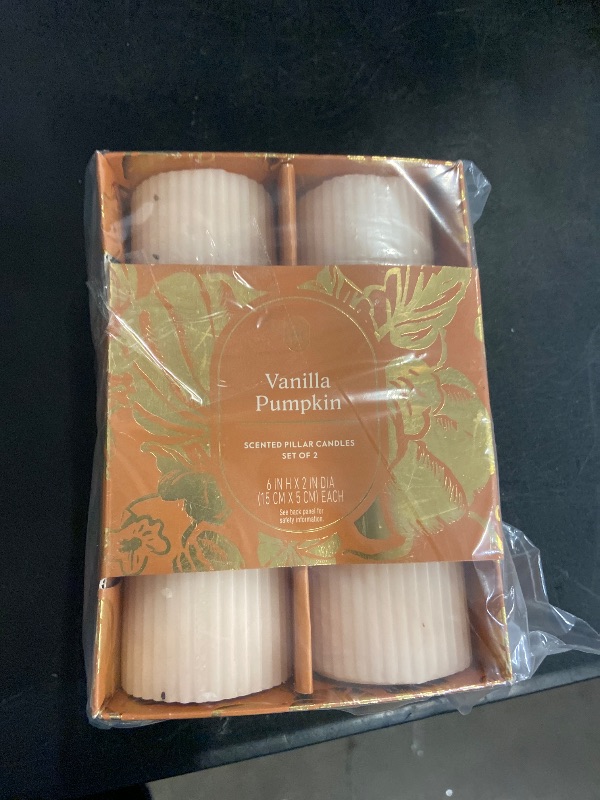 Vanilla
Pumpkin
SCENTED PILLAR CANDLES
SET OF 2
6 IN H X 2 IN DIA
(15 CM X 5 CM) EACH
See back panel for
safety information.